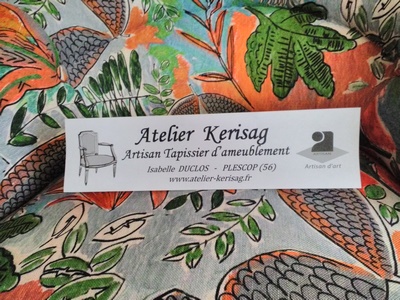 Atelier Kerisag
Artisan Tapissier d'ameublement
Isabelle DUCLOS - PLESCOP (56)
www.atelier-kerisag.fr
Artisan d'art